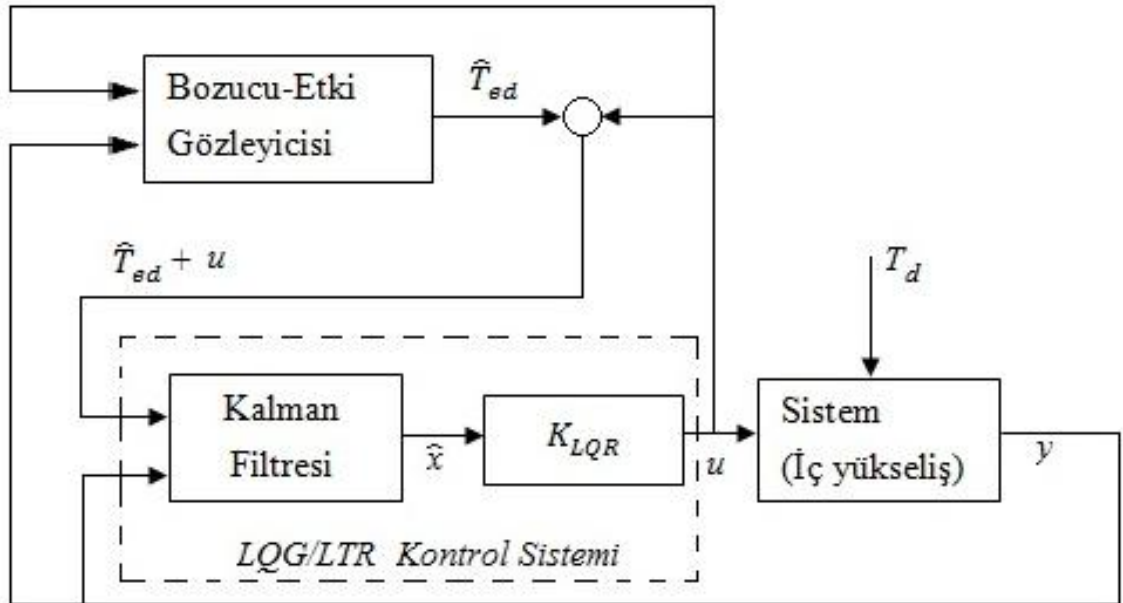 Bozucu-Etki
Gözleyicisi
T̂ed
T̂ed + u
Td
Kalman
Filtresi
x̂
KLQR
u
Sistem
(İç yükseliş)
y
LQG/LTR Kontrol Sistemi